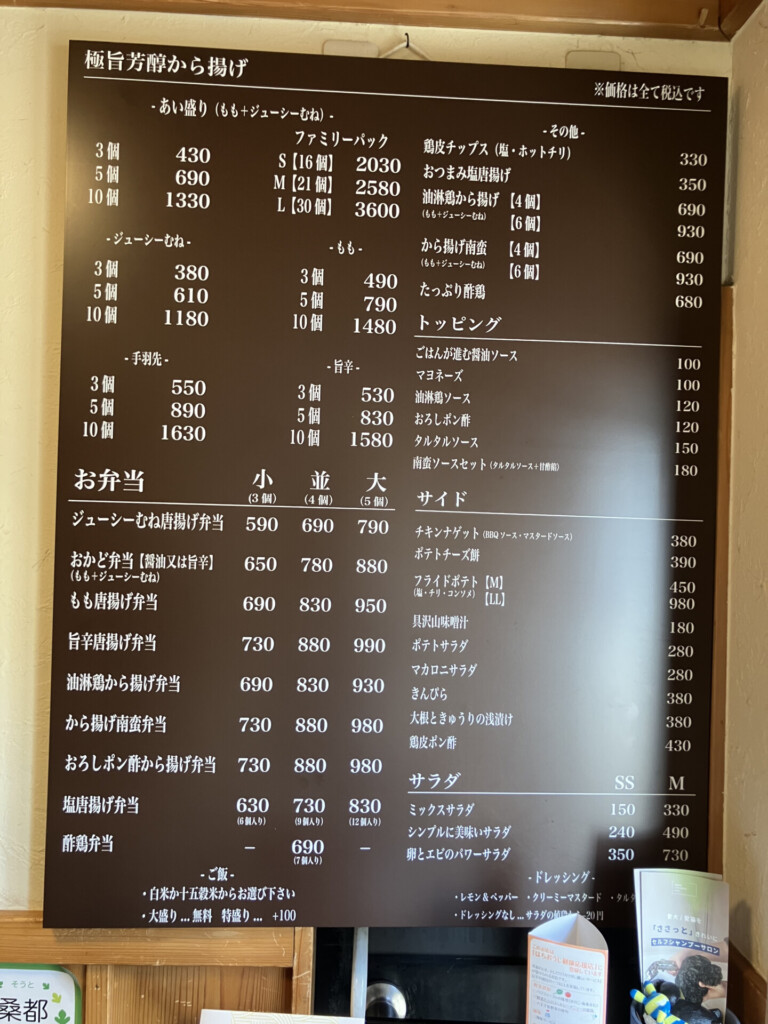 極旨芳醇から揚げ
※価格は全て税込です
- あい盛り（もも＋ジューシーむね）-
3個 430
5個 690
10個 1330
ファミリーパック
S【16個】 2030
M【21個】 2580
L【30個】 3600
- ジューシーむね -
3個 380
5個 610
10個 1180
- もも -
3個 490
5個 790
10個 1480
- 手羽先 -
3個 550
5個 890
10個 1630
- 旨辛 -
3個 530
5個 830
10個 1580
お弁当 小 並 大
(3個) (4個) (5個)
ジューシーむね唐揚げ弁当 590 690 790
おかど弁当【醤油又は旨辛】 650 780 880
(もも＋ジューシーむね)
もも唐揚げ弁当 690 830 950
旨辛唐揚げ弁当 730 880 990
油淋鶏から揚げ弁当 690 830 930
から揚げ南蛮弁当 730 880 980
おろしポン酢から揚げ弁当 730 880 980
塩唐揚げ弁当 630 730 830
(6個入り) (9個入り) (12個入り)
酢鶏弁当 － 690 －
(7個入り)
- ご飯 -
・白米か十五穀米からお選び下さい
・大盛り ... 無料 特盛り ... +100
- その他 -
鶏皮チップス（塩・ホットチリ） 330
おつまみ塩唐揚げ 350
油淋鶏から揚げ 【4個】 690
(もも＋ジューシーむね) 【6個】 930
から揚げ南蛮 【4個】 690
(もも＋ジューシーむね) 【6個】 930
たっぷり酢鶏 680
トッピング
ごはんが進む醤油ソース 100
マヨネーズ 100
油淋鶏ソース 120
おろしポン酢 120
タルタルソース 150
南蛮ソースセット (タルタルソース＋甘酢餡) 180
サイド
チキンナゲット (BBQソース・マスタードソース) 380
ポテトチーズ餅 390
フライドポテト【M】 450
(塩・チリ・コンソメ) 【LL】 980
具沢山味噌汁 180
ポテトサラダ 280
マカロニサラダ 280
きんぴら 380
大根ときゅうりの浅漬け 380
鶏皮ポン酢 430
サラダ SS M
ミックスサラダ 150 330
シンプルに美味いサラダ 240 490
卵とエビのパワーサラダ 350 730
- ドレッシング -
・レモン＆ペッパー ・クリーミーマスタード ・タルタ
・ドレッシングなし ... サラダの値段から -20円
「ささっと」
セルフシャンプーサロン
そうと
桑都